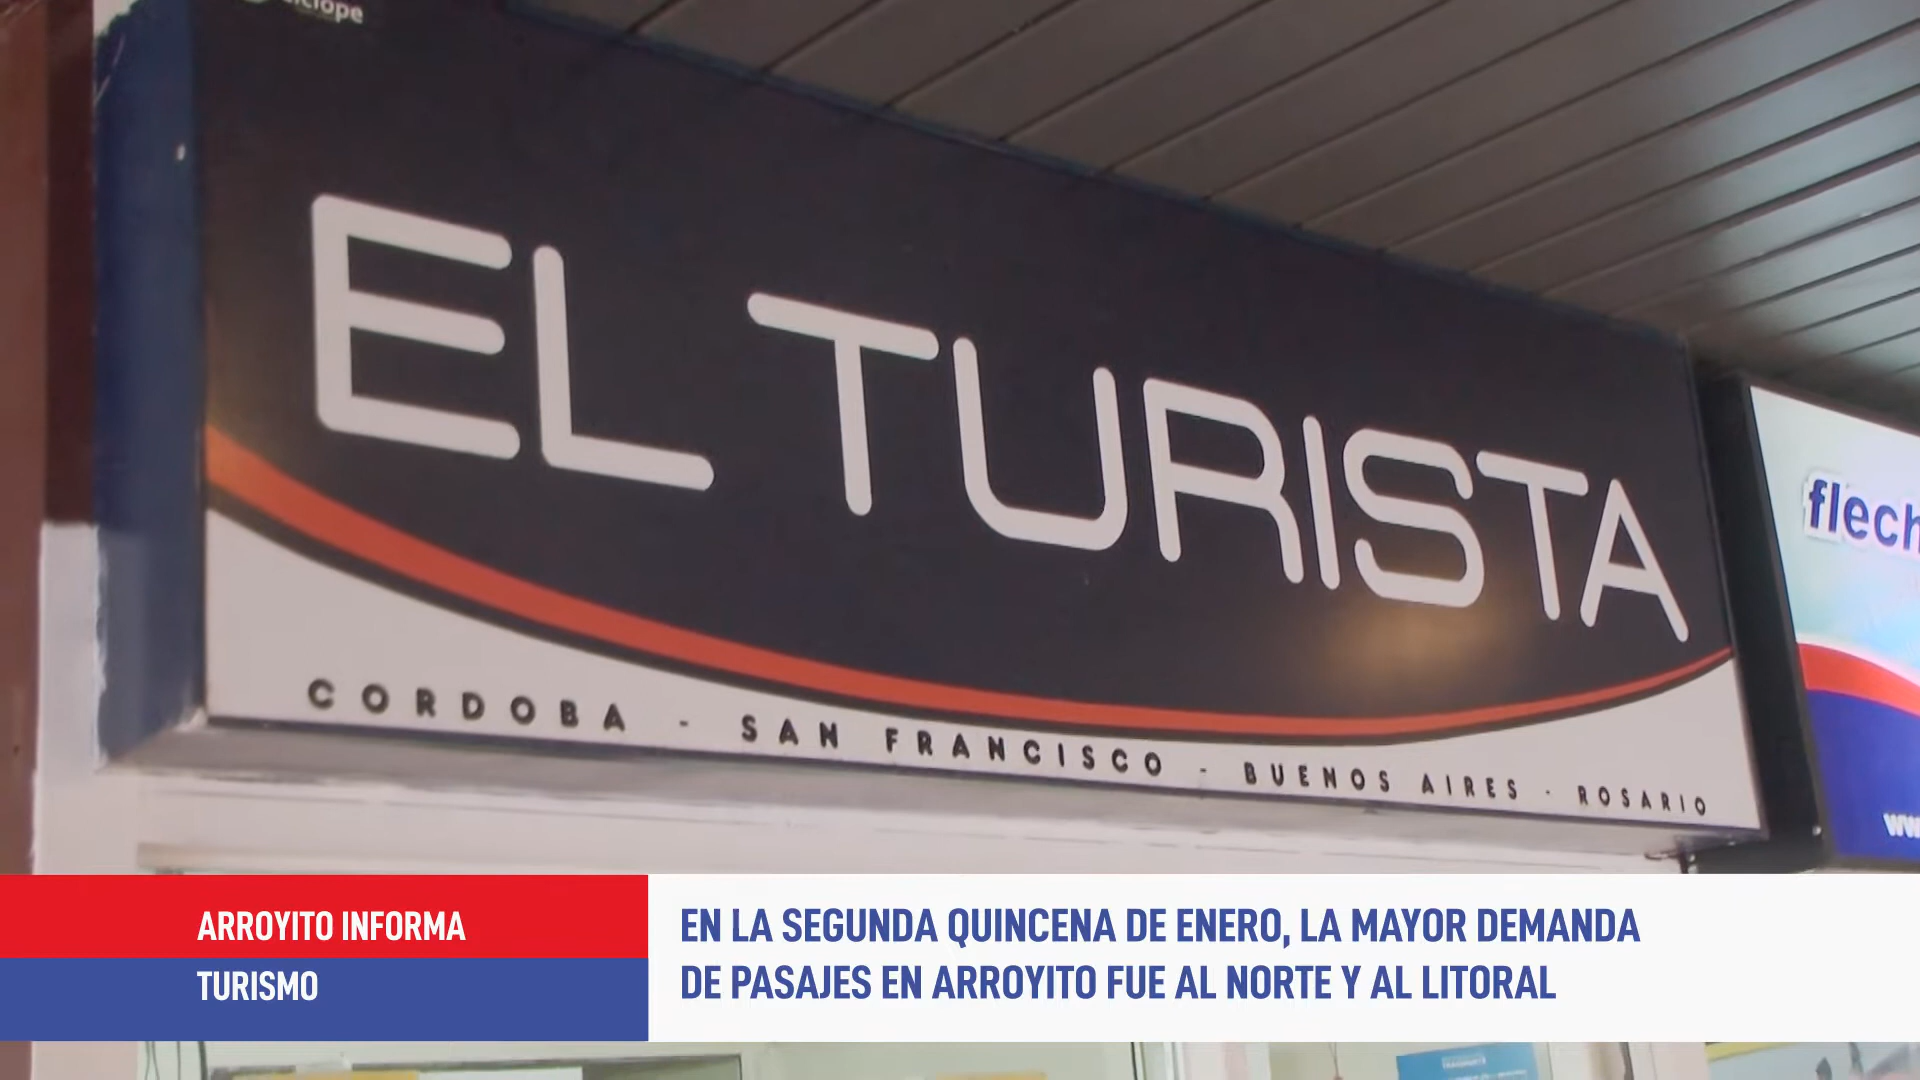 EL TURISTA
CORDOBA - SAN FRANCISCO - BUENOS AIRES - ROSARIO
ARROYITO INFORMA
TURISMO
EN LA SEGUNDA QUINCENA DE ENERO, LA MAYOR DEMANDA
DE PASAJES EN ARROYITO FUE AL NORTE Y AL LITORAL